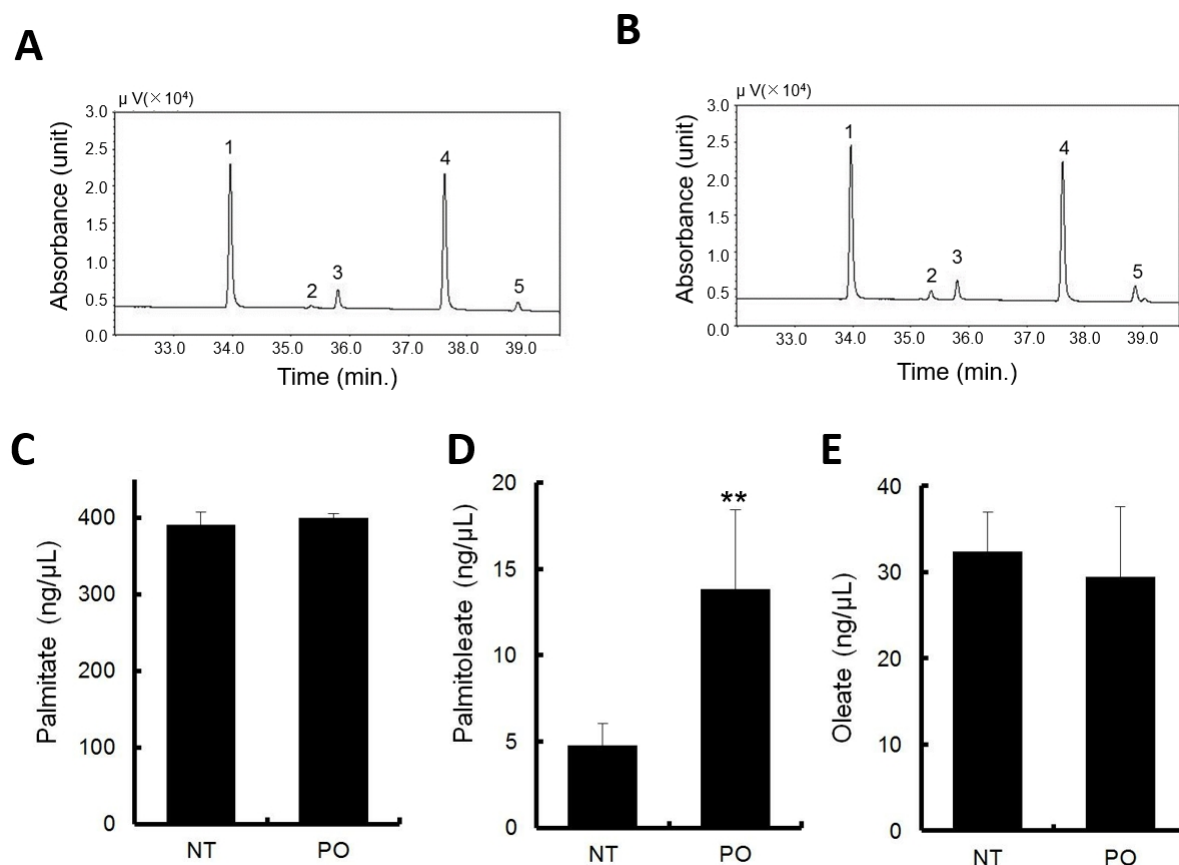 A
µ V(×10⁴)
Absorbance (unit)
3.0
2.5
2.0
1.5
1.0
0.5
0.0
1
2
3
4
5
33.0 34.0 35.0 36.0 37.0 38.0 39.0
Time (min.)
B
µ V(×10⁴)
Absorbance (unit)
3.0
2.5
2.0
1.5
1.0
0.5
0.0
1
2
3
4
5
33.0 34.0 35.0 36.0 37.0 38.0 39.0
Time (min.)
C
Palmitate (ng/µL)
400
300
200
100
0
NT PO
D
Palmitoleate (ng/µL)
20
15
10
5
0
**
NT PO
E
Oleate (ng/µL)
40
30
20
10
0
NT PO